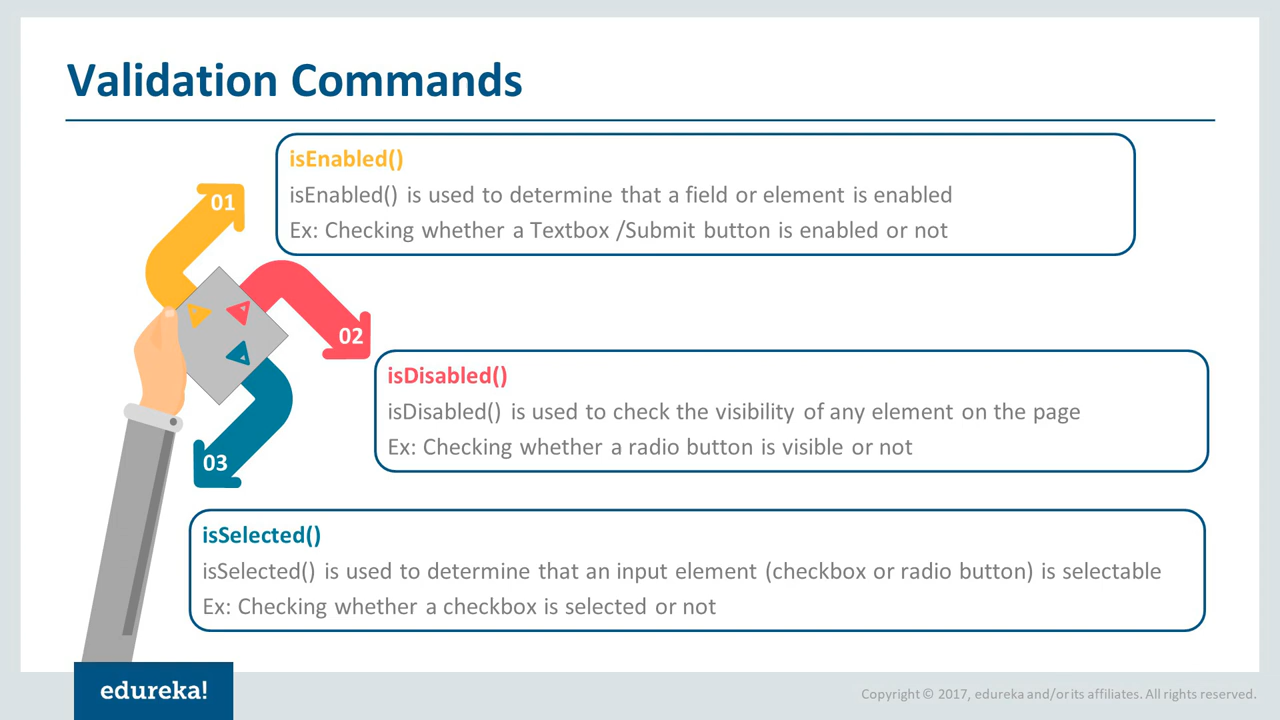 Validation Commands
isEnabled()
isEnabled() is used to determine that a field or element is enabled
Ex: Checking whether a Textbox /Submit button is enabled or not
01
02
isDisabled()
isDisabled() is used to check the visibility of any element on the page
Ex: Checking whether a radio button is visible or not
03
isSelected()
isSelected() is used to determine that an input element (checkbox or radio button) is selectable
Ex: Checking whether a checkbox is selected or not
edureka!
Copyright © 2017, edureka and/or its affiliates. All rights reserved.